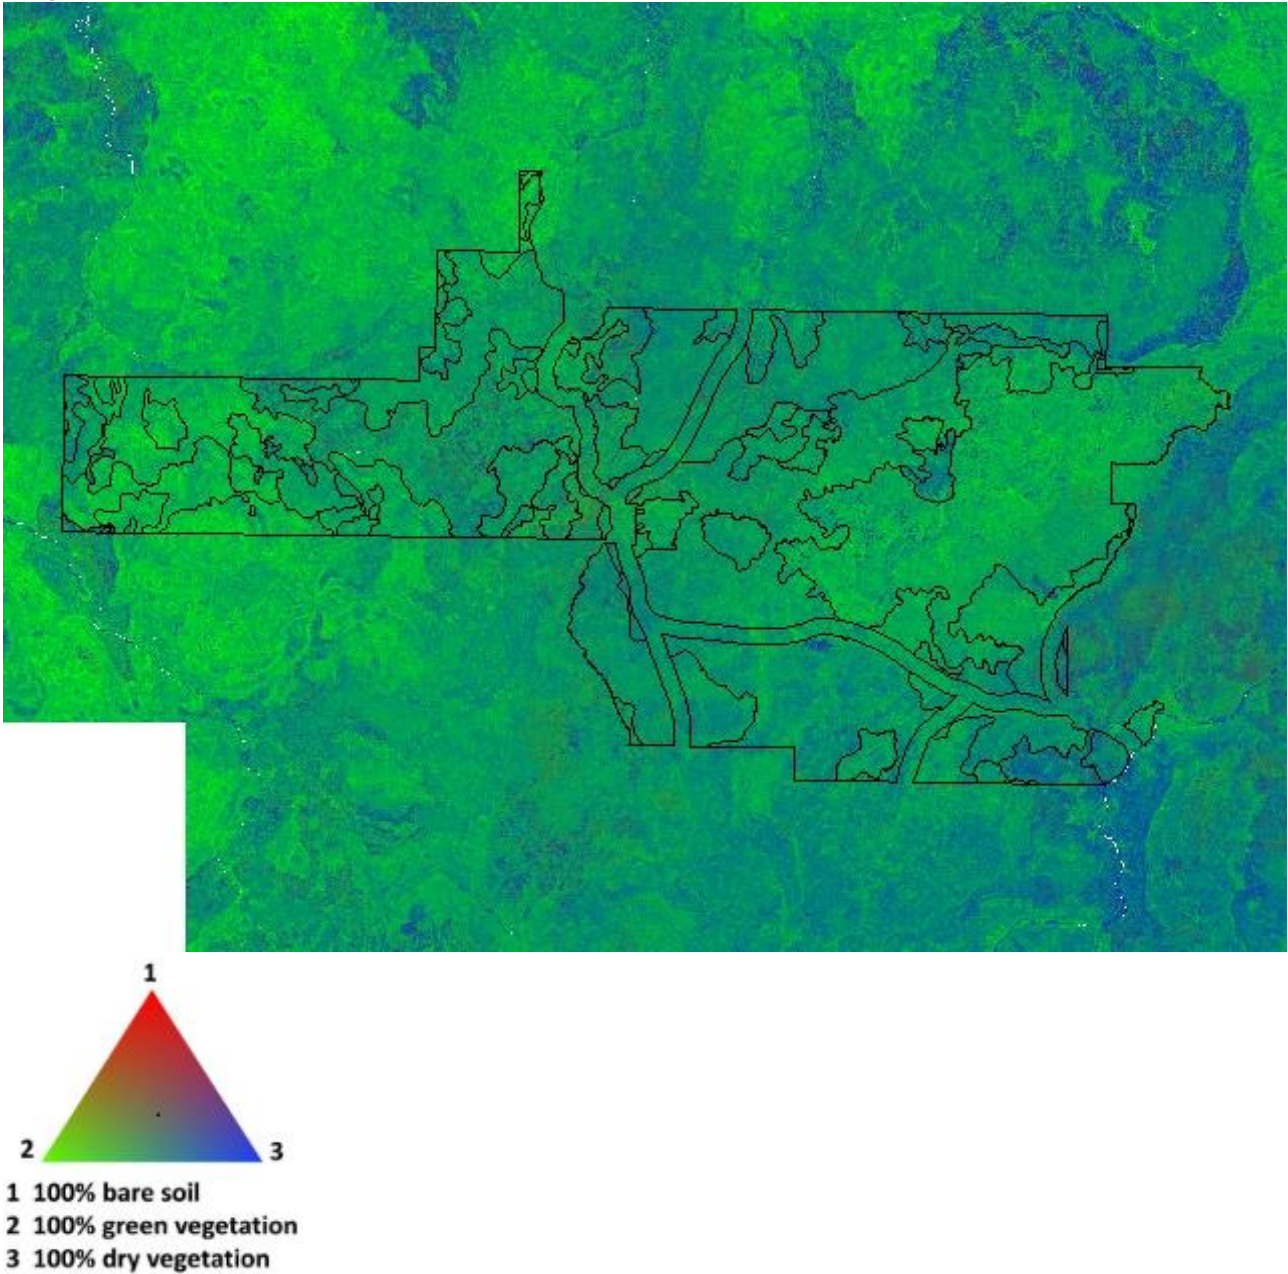 1
2
3
1 100% bare soil
2 100% green vegetation
3 100% dry vegetation